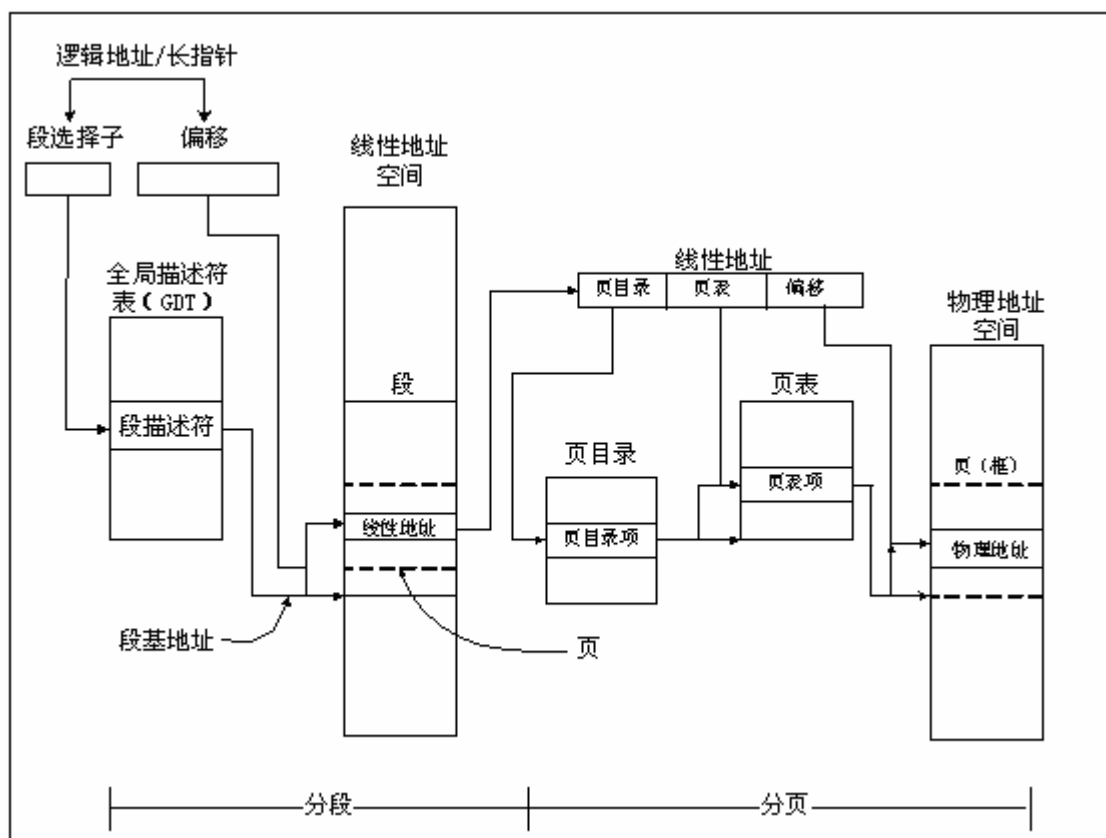 逻辑地址/长指针
段选择子
偏移
线性地址
空间
全局描述符
表(GDT)
段描述符
段
线性地址
段基地址
页
线性地址
页目录
页表
偏移
页目录
页目录项
页表
页表项
物理地址
空间
页(框)
物理地址
分段
分页